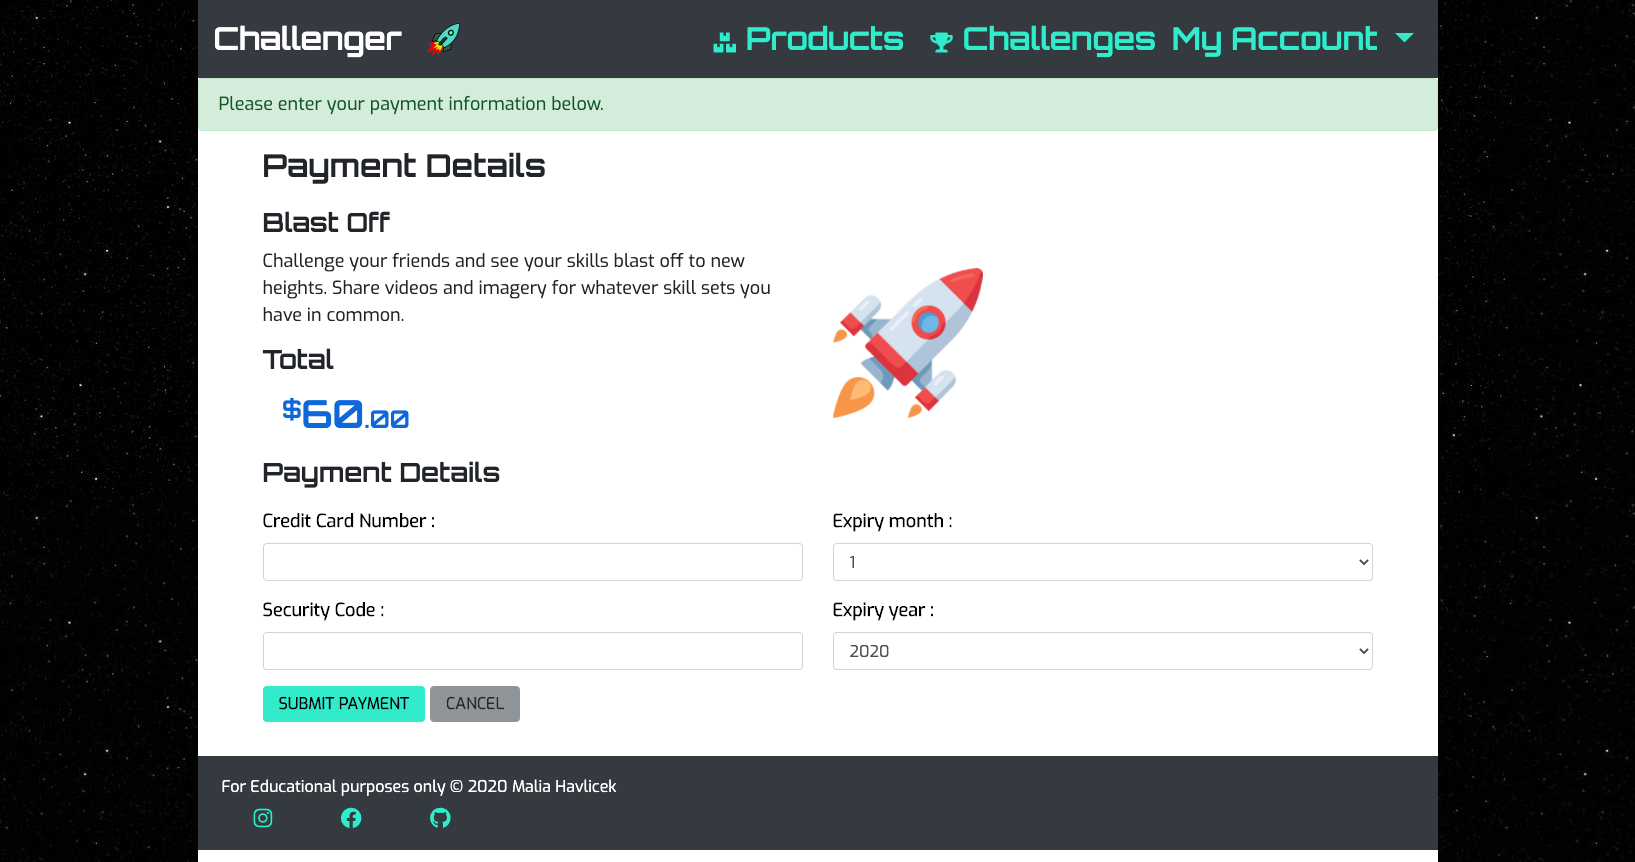 Challenger
Products
Challenges
My Account
Please enter your payment information below.
Payment Details
Blast Off
Challenge your friends and see your skills blast off to new
heights. Share videos and imagery for whatever skill sets you
have in common.
Total
$60.00
Payment Details
Credit Card Number :
Expiry month :
1
Security Code :
Expiry year :
2020
SUBMIT PAYMENT
CANCEL
For Educational purposes only © 2020 Malia Havlicek